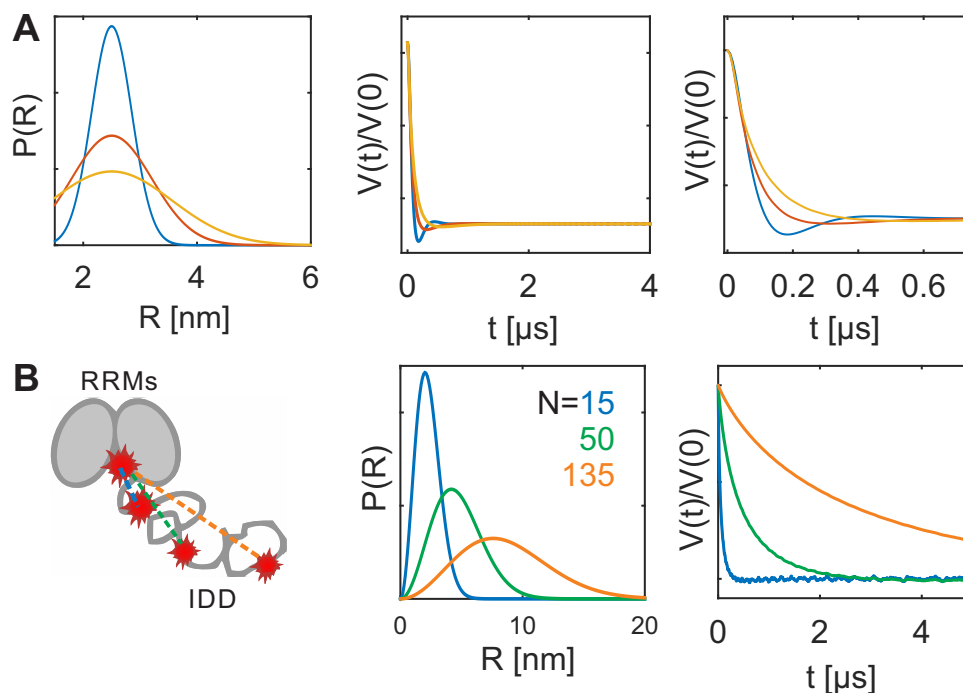 A
P(R)
2 4 6
R [nm]
V(t)/V(0)
0 2 4
t [µs]
V(t)/V(0)
0 0.2 0.4 0.6
t [µs]
B
RRMs
IDD
P(R)
N=15
50
135
0 10 20
R [nm]
V(t)/V(0)
0 2 4
t [µs]